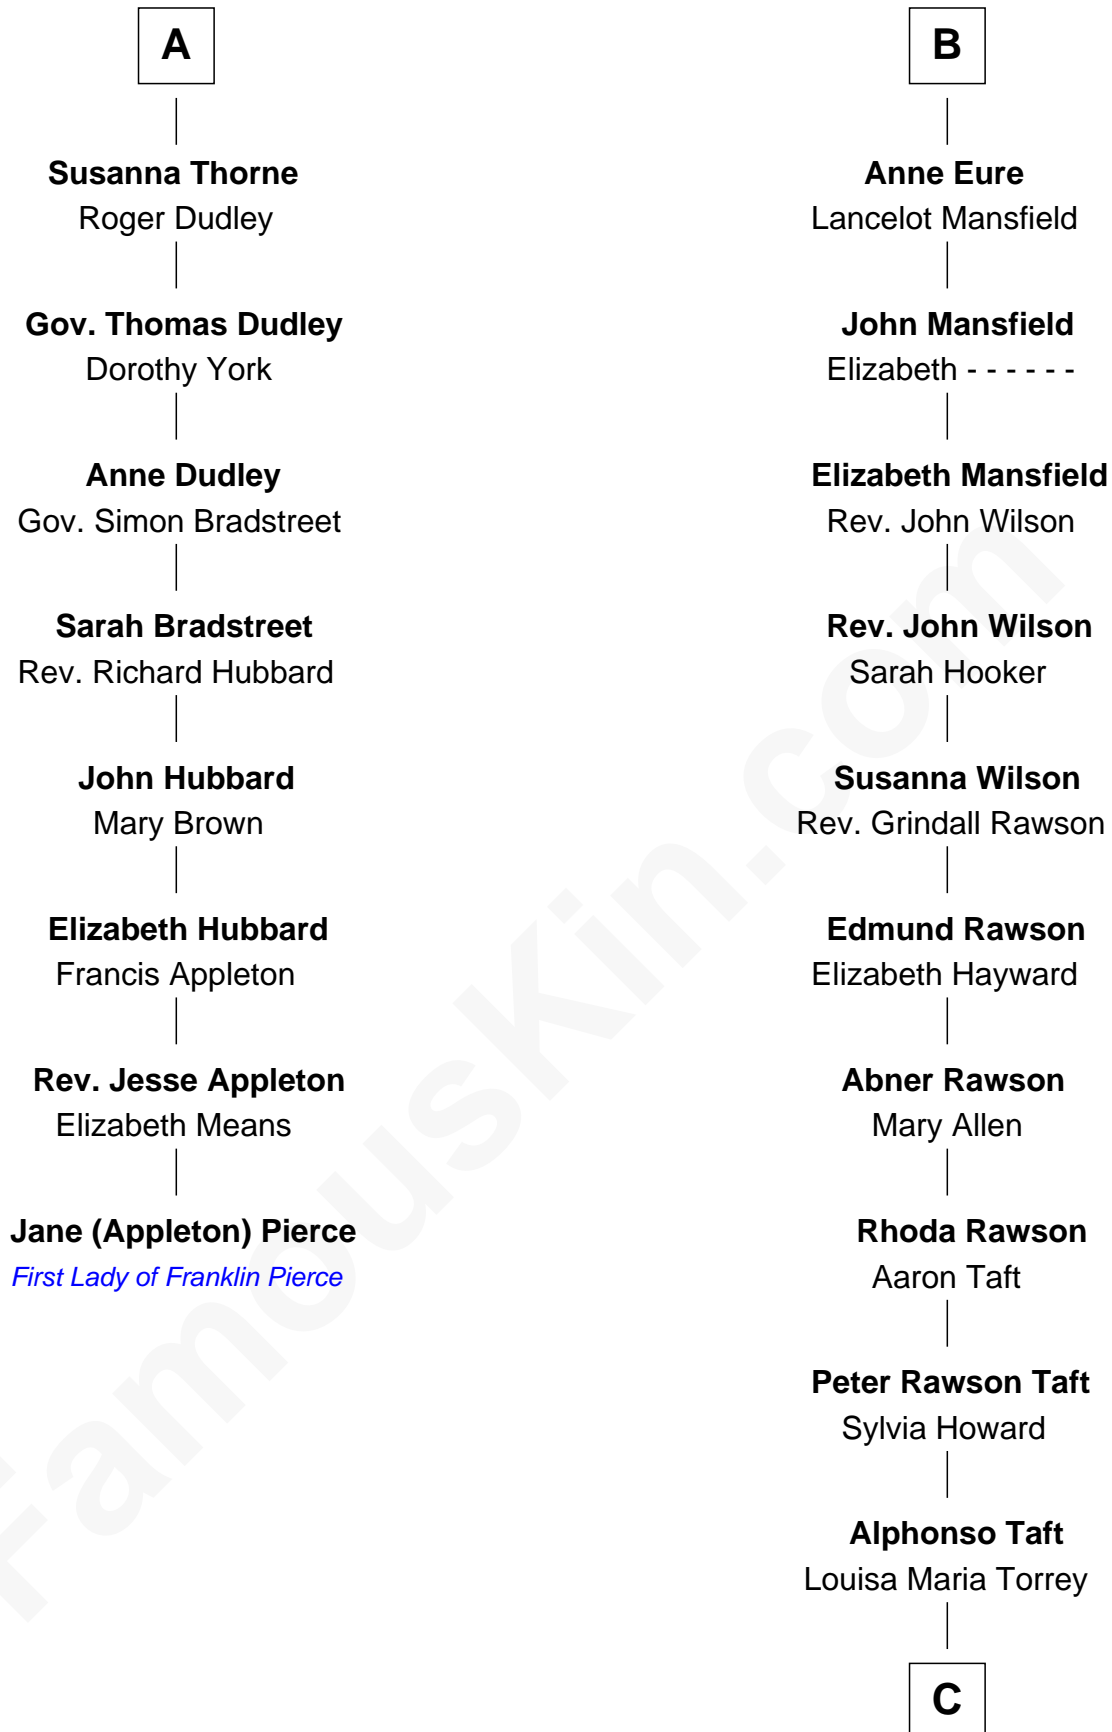 A
Susanna Thorne
Roger Dudley
Gov. Thomas Dudley
Dorothy York
Anne Dudley
Gov. Simon Bradstreet
Sarah Bradstreet
Rev. Richard Hubbard
John Hubbard
Mary Brown
Elizabeth Hubbard
Francis Appleton
Rev. Jesse Appleton
Elizabeth Means
Jane (Appleton) Pierce
First Lady of Franklin Pierce
B
Anne Eure
Lancelot Mansfield
John Mansfield
Elizabeth - - - - - -
Elizabeth Mansfield
Rev. John Wilson
Rev. John Wilson
Sarah Hooker
Susanna Wilson
Rev. Grindall Rawson
Edmund Rawson
Elizabeth Hayward
Abner Rawson
Mary Allen
Rhoda Rawson
Aaron Taft
Peter Rawson Taft
Sylvia Howard
Alphonso Taft
Louisa Maria Torrey
C
FamousKin.com